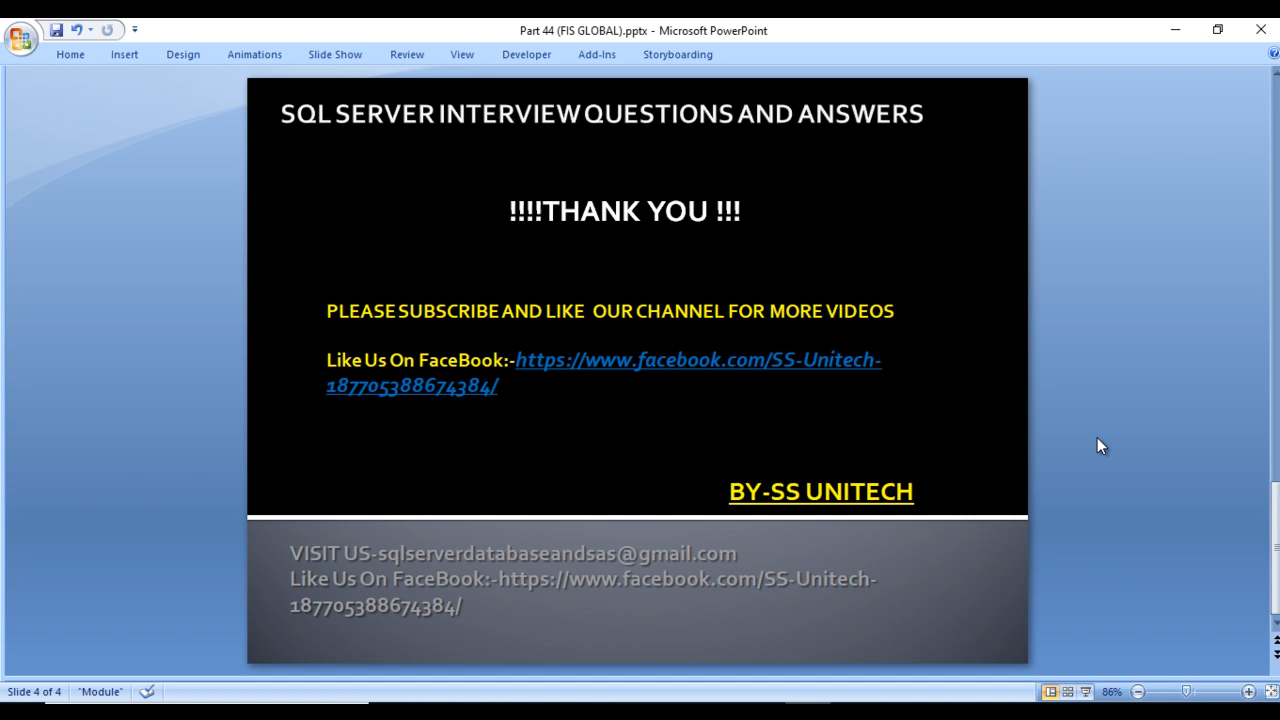 Part 44 (FIS GLOBAL).pptx - Microsoft PowerPoint
Home Insert Design Animations Slide Show Review View Developer Add-Ins Storyboarding
SQL SERVER INTERVIEW QUESTIONS AND ANSWERS
!!!!THANK YOU !!!
PLEASE SUBSCRIBE AND LIKE OUR CHANNEL FOR MORE VIDEOS
Like Us On FaceBook:-https://www.facebook.com/SS-Unitech-
187705388674384/
BY-SS UNITECH
VISIT US-sqlserverdatabaseandsas@gmail.com
Like Us On FaceBook:-https://www.facebook.com/SS-Unitech-
187705388674384/
Slide 4 of 4 "Module" 86%